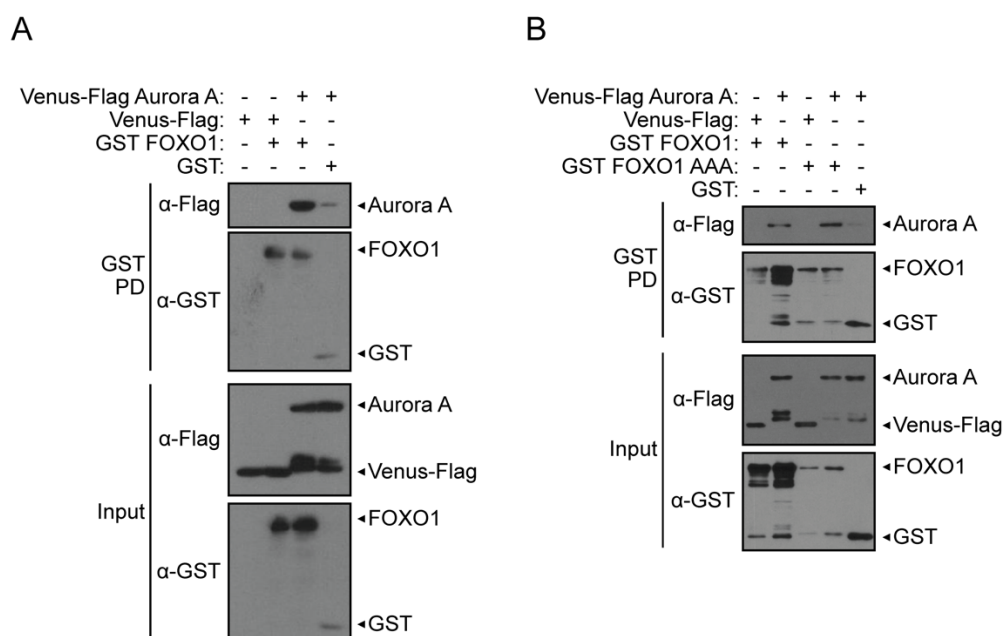 A
Venus-Flag Aurora A: - - + +
Venus-Flag: + + - -
GST FOXO1: - + + -
GST: - - - +
GST PD
α-Flag
Aurora A
α-GST
FOXO1
GST
Input
α-Flag
Aurora A
Venus-Flag
α-GST
FOXO1
GST
B
Venus-Flag Aurora A: - + - + +
Venus-Flag: + - + - -
GST FOXO1: + + - - -
GST FOXO1 AAA: - - + + -
GST: - - - - +
GST PD
α-Flag
Aurora A
α-GST
FOXO1
GST
Input
α-Flag
Aurora A
Venus-Flag
α-GST
FOXO1
GST